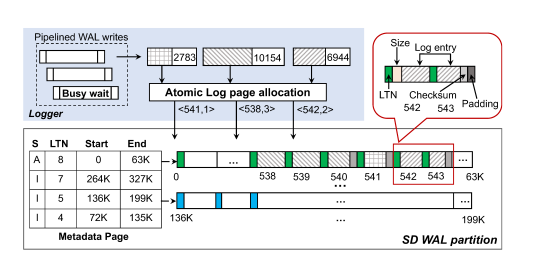 Pipelined WAL writes
2783
10154
6944
Busy wait
Logger
Atomic Log page allocation
<541,1>
<538,3>
<542,2>
Size
Log entry
LTN
Checksum
542
543
Padding
S LTN Start End
A 8 0 63K
I 7 264K 327K
I 5 136K 199K
I 4 72K 135K
Metadata Page
...
...
0
538
539
540
541
542
543
63K
...
...
...
136K
...
199K
SD WAL partition